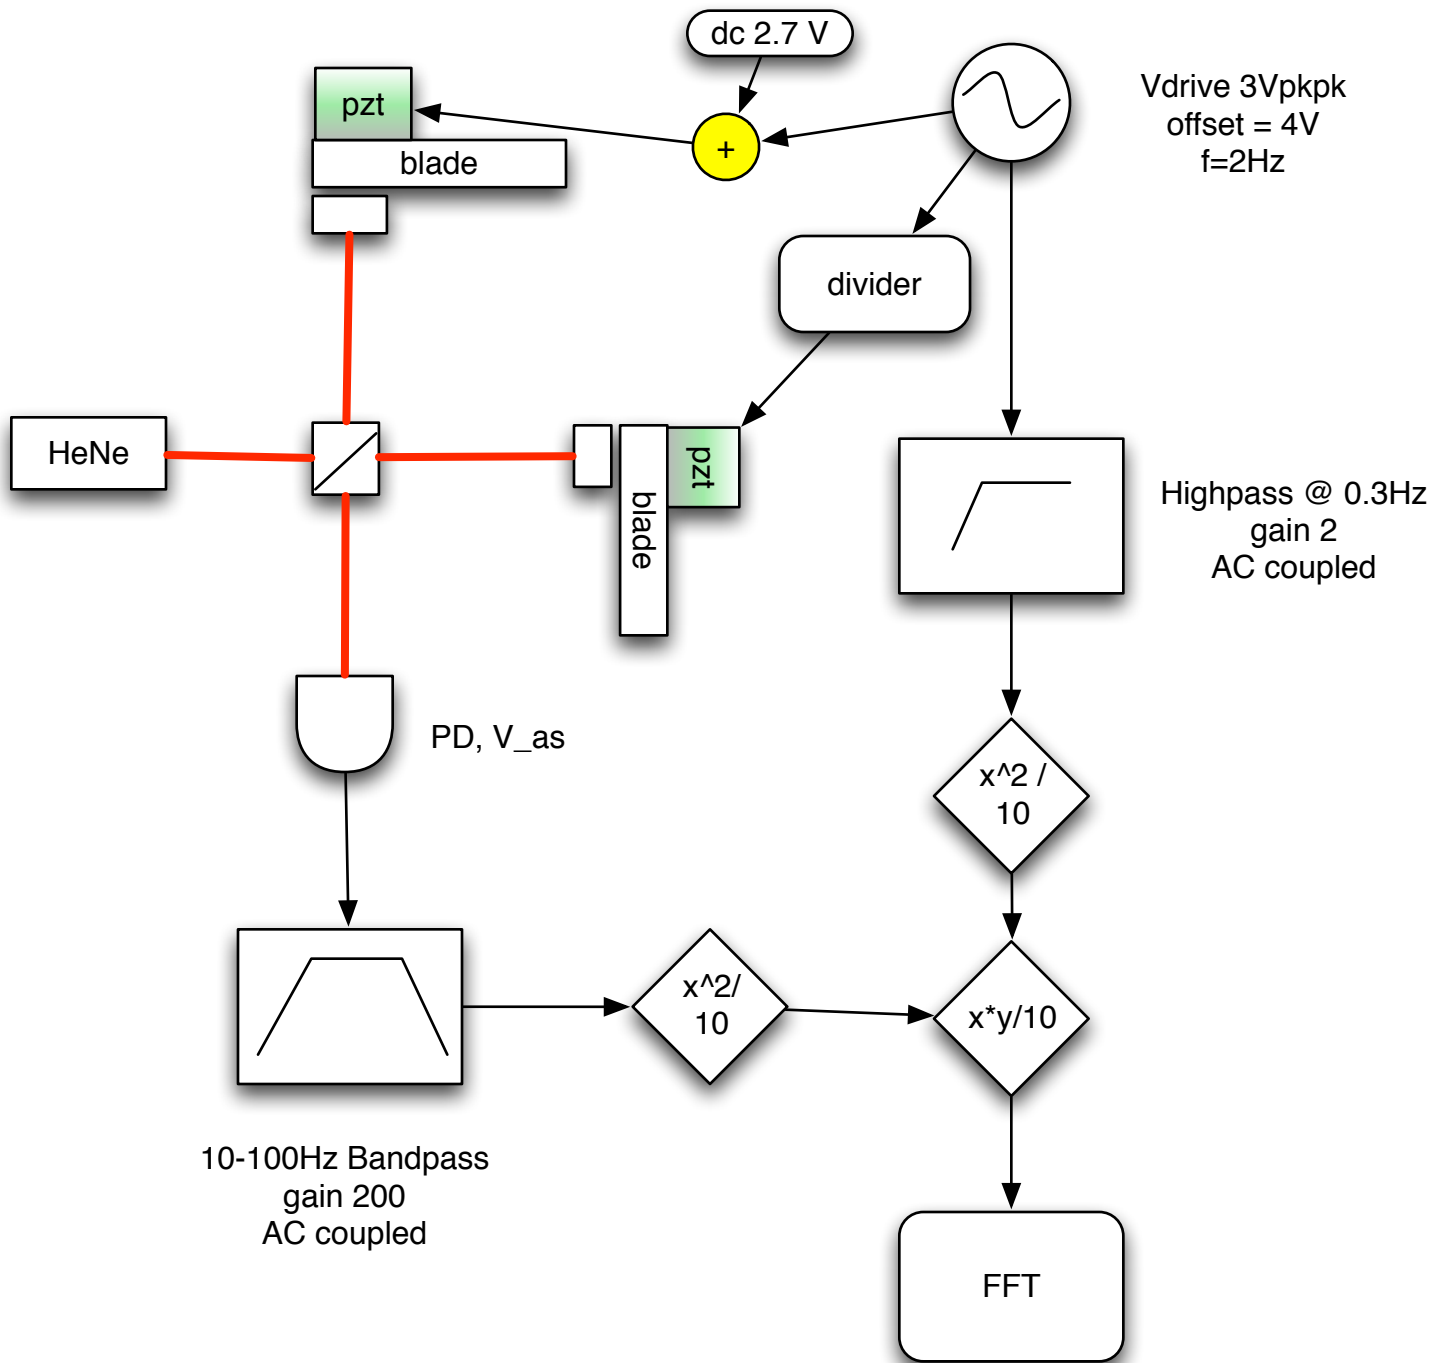 dc 2.7 V
pzt
blade
+
Vdrive 3Vpkpk
offset = 4V
f=2Hz
divider
HeNe
pzt
blade
Highpass @ 0.3Hz
gain 2
AC coupled
PD, V_as
x^2 /
10
x^2/
10
x*y/10
10-100Hz Bandpass
gain 200
AC coupled
FFT